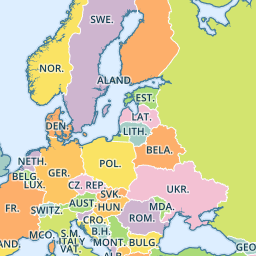 SWE.
NOR.
ALAND
EST.
DEN.
LAT.
LITH.
BELA.
NETH.
POL.
BELG.
GER.
LUX.
CZ. REP.
UKR.
SVK.
AUST.
HUN.
FR.
SWITZ.
MDA.
CRO.
ROM.
MCO.
S.M.
B.H.
ITALY
MONT.
BULG.
VAT.
GEO
AND